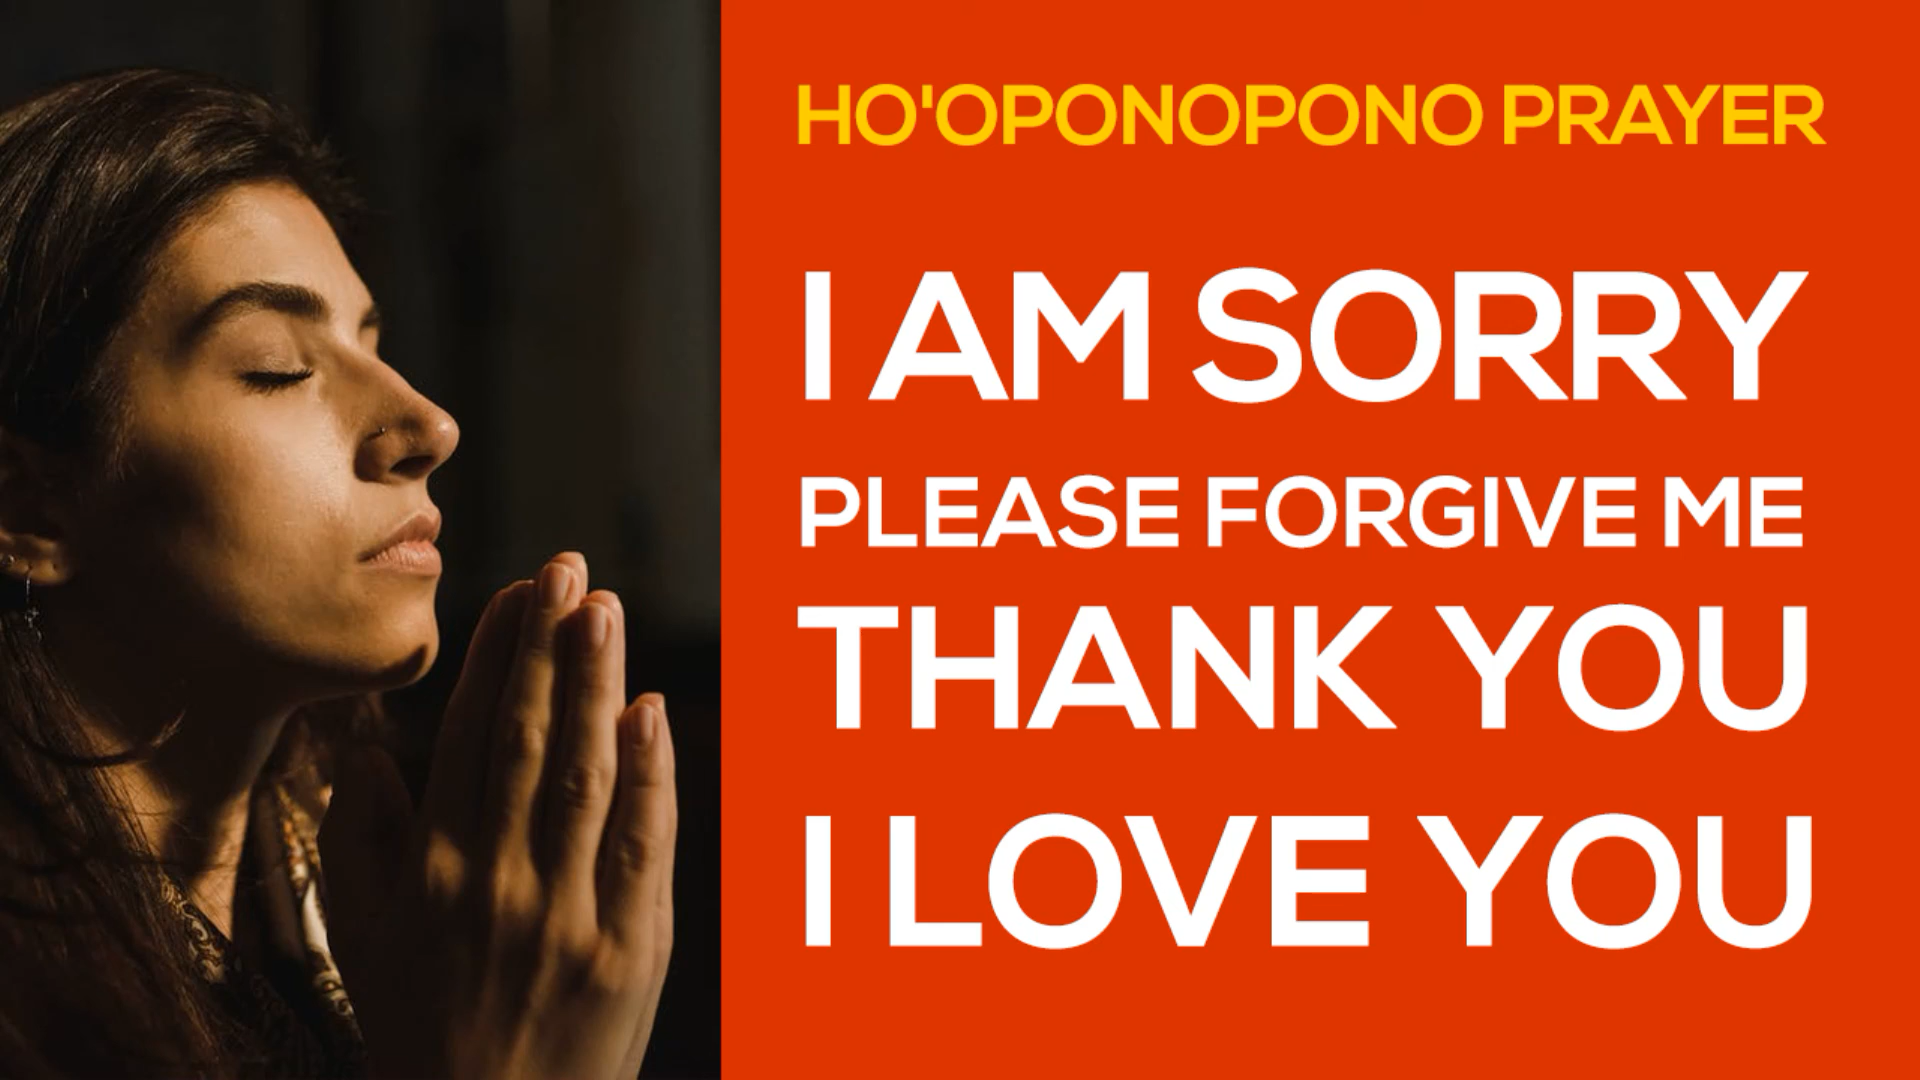 HO'OPONOPONO PRAYER
I AM SORRY
PLEASE FORGIVE ME
THANK YOU
I LOVE YOU